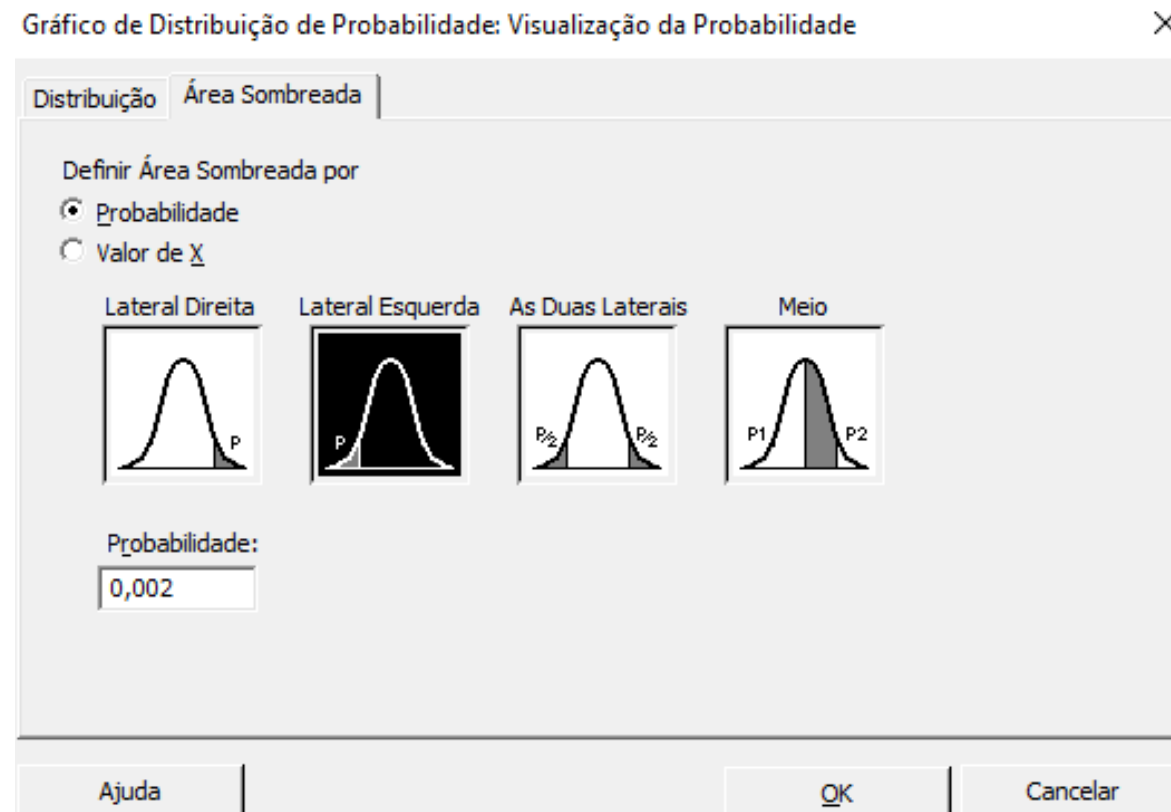 Gráfico de Distribuição de Probabilidade: Visualização da Probabilidade
Distribuição Área Sombreada
Definir Área Sombreada por
Probabilidade
Valor de X
Lateral Direita Lateral Esquerda As Duas Laterais Meio
P P P/2 P/2 P1 P2
Probabilidade:
0,002
Ajuda OK Cancelar